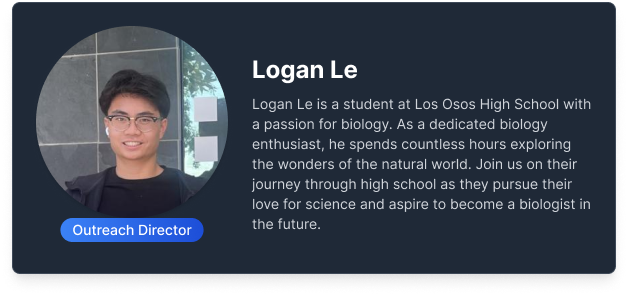 Logan Le
Logan Le is a student at Los Osos High School with
a passion for biology. As a dedicated biology
enthusiast, he spends countless hours exploring
the wonders of the natural world. Join us on their
journey through high school as they pursue their
love for science and aspire to become a biologist in
the future.
Outreach Director